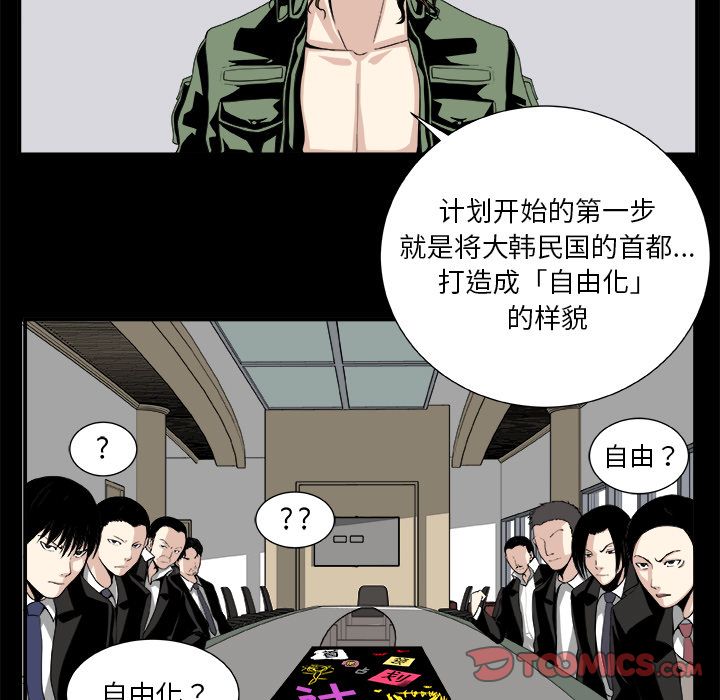 计划开始的第一步
就是将大韩民国的首都...
打造成「自由化」
的样貌
?
自由？
??
自由化？
TOOMICS.COM